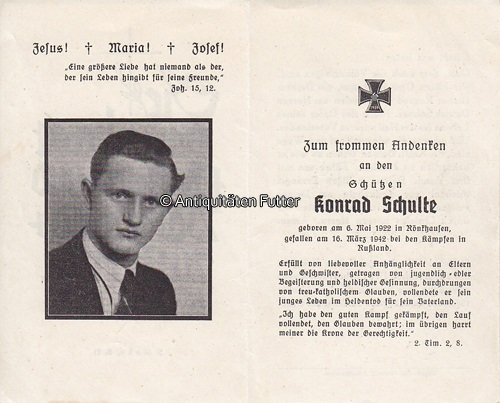 Jesus! † Maria! † Josef!
„Eine größere Liebe hat niemand als der,
der sein Leben hingibt für seine Freunde,"
Joh. 15, 12.
© Antiquitäten Futter
Zum frommen Andenken
an den
Schützen
Konrad Schulte
geboren am 6. Mai 1922 in Rönkhausen,
gefallen am 16. März 1942 bei den Kämpfen in
Rußland.
Erfüllt von liebevoller Anhänglichkeit an Eltern
und Geschwister, getragen von jugendlich-edler
Begeisterung und heldischer Gesinnung, durchdrungen
von treu-katholischem Glauben, vollendete er sein
junges Leben im Heldentod für sein Vaterland.
„Ich habe den guten Kampf gekämpft, den Lauf
vollendet, den Glauben bewahrt; im übrigen harrt
meiner die Krone der Gerechtigkeit."
2. Tim. 2, 8.